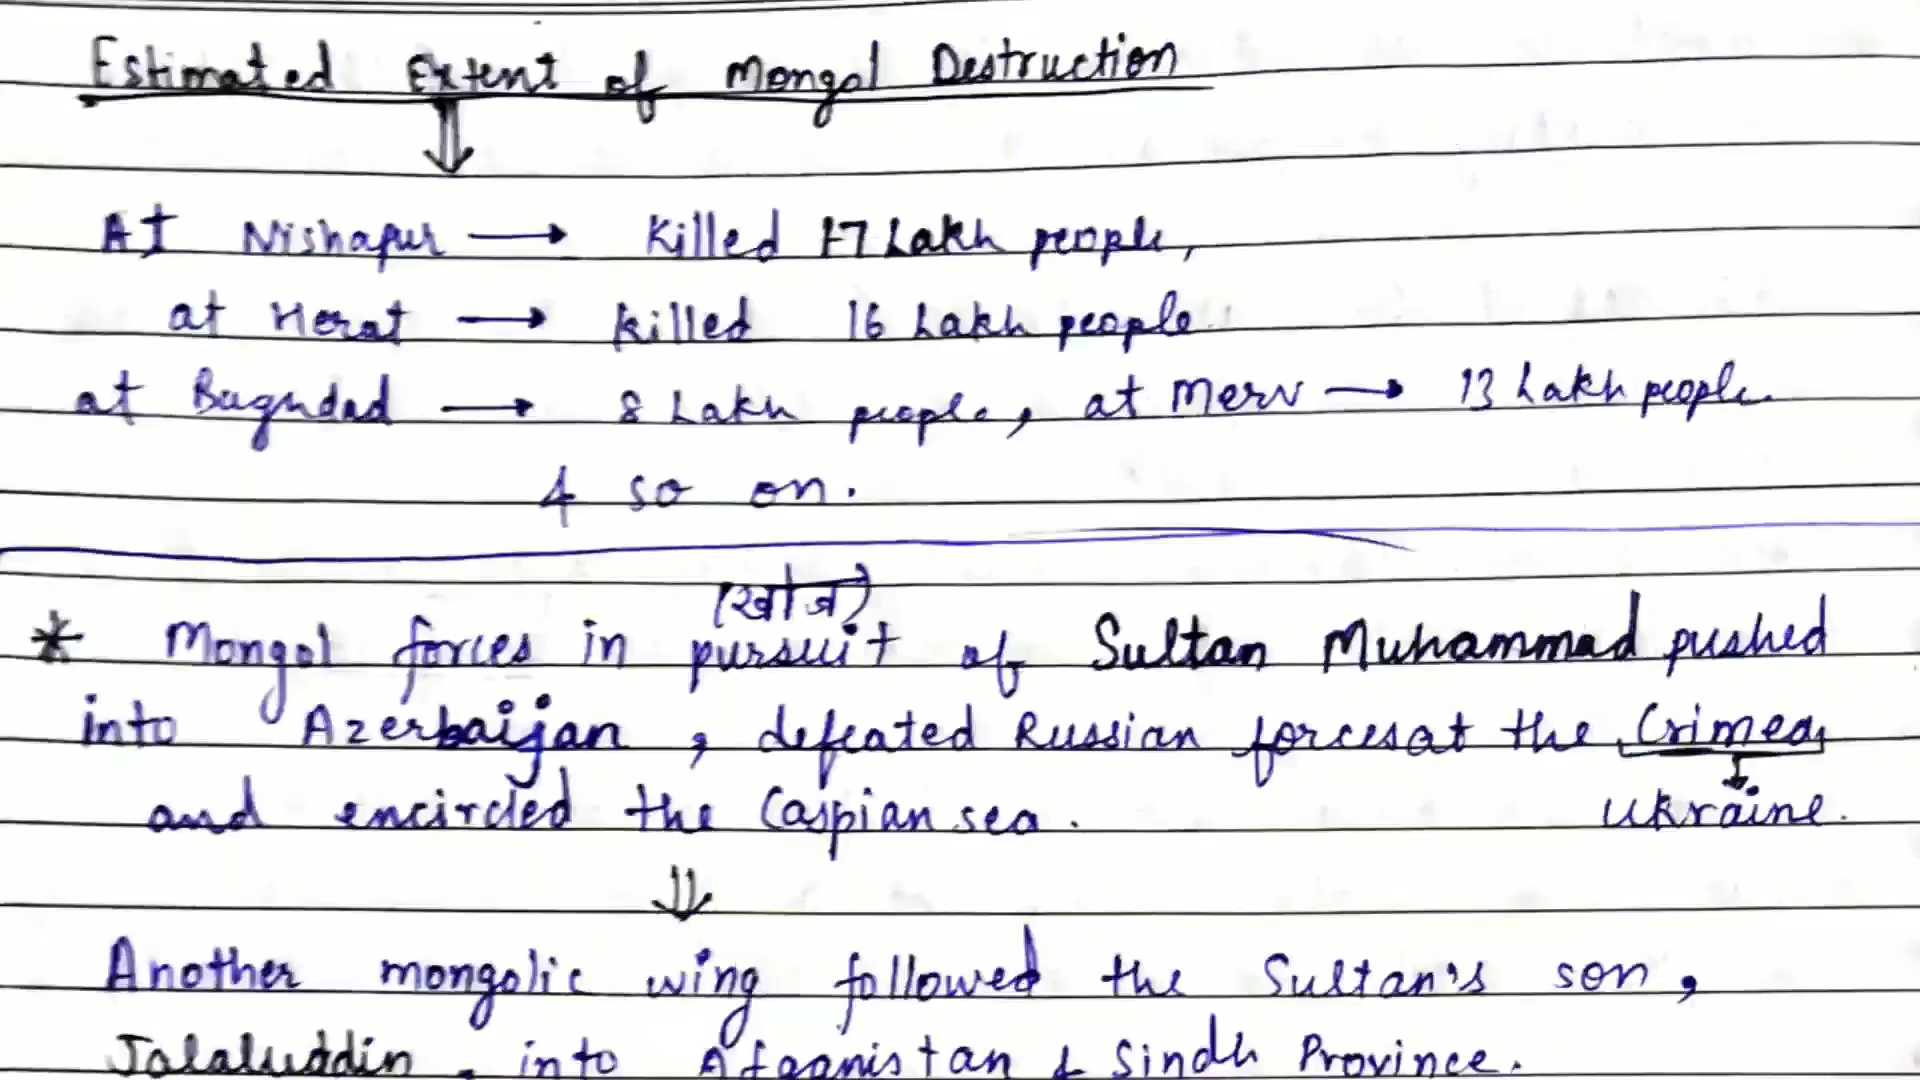 Estimated Extent of Mongol Destruction
⇓
At Nishapur → Killed 17 Lakh people,
at Herat → killed 16 Lakh people
at Baghdad → 8 Lakh people, at Merv → 13 Lakh people.
& so on.
(खोज)
* Mongol forces in pursuit of Sultan Muhammad pushed
into Azerbaijan, defeated Russian forces at the Crimea,
and encircled the Caspian sea.
↓
Ukraine.
⇓
Another mongolic wing followed the Sultan's son,
Jalaluddin, into Afganistan & Sindh Province.